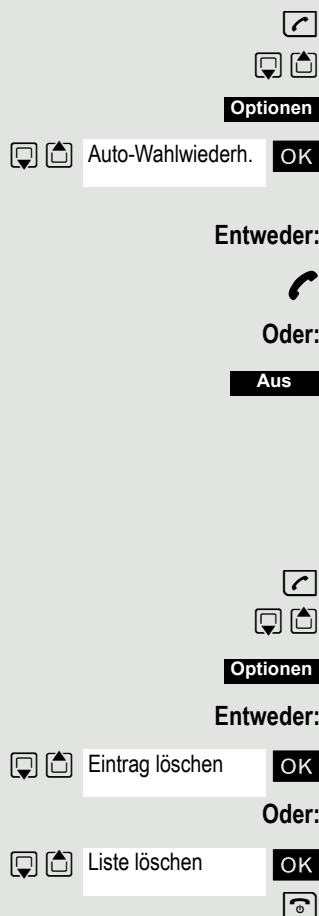 Optionen
Auto-Wahlwiederh. OK
Entweder:
Oder:
Aus
Optionen
Entweder:
Eintrag löschen OK
Oder:
Liste löschen OK